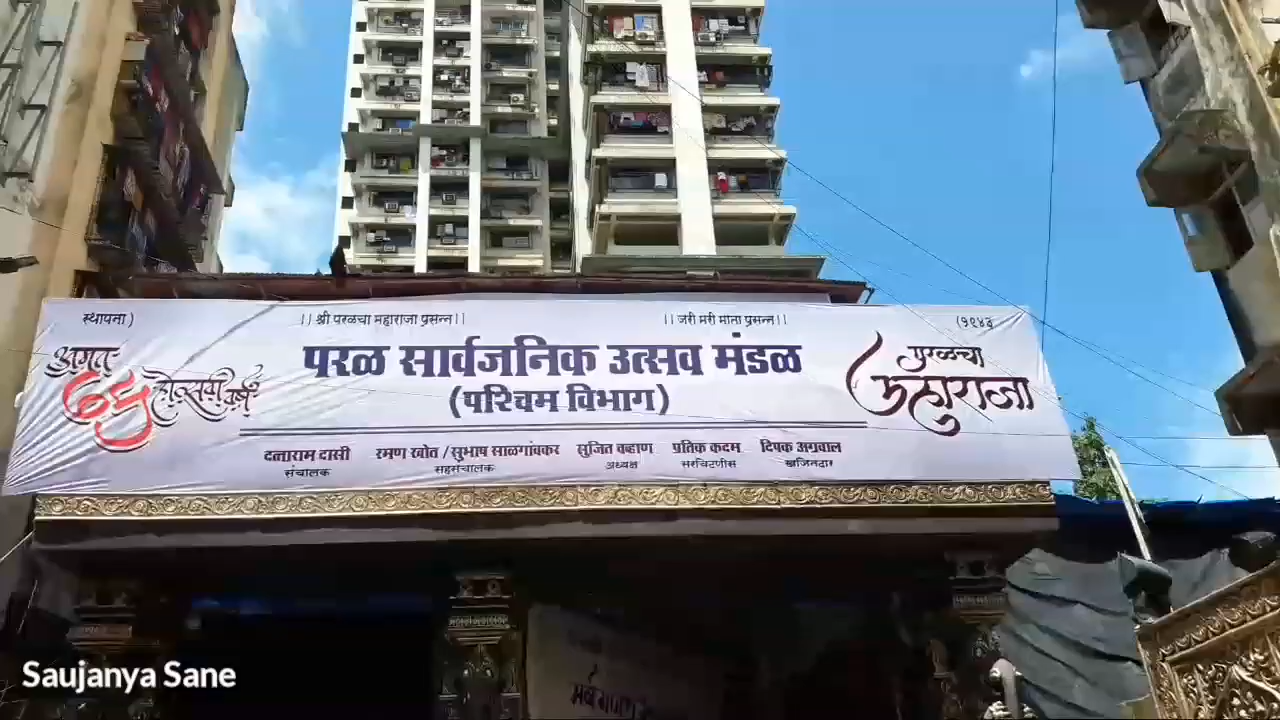 स्थापना )
|| श्री परळचा महाराजा प्रसन्न ||
|| जरी मरी माता प्रसन्न ||
(१९४३
अमृत
महोत्सवी वर्ष
परळ सार्वजनिक उत्सव मंडळ
(पश्चिम विभाग)
परळचा
महाराजा
दत्ताराम दासी
संचालक
रमण खोत / सुभाष साळगांवकर
सहसंचालक
सुजित चव्हाण
अध्यक्ष
प्रतिक कदम
सरचिटणीस
दिपक अग्रवाल
खजिनदार
Saujanya Sane